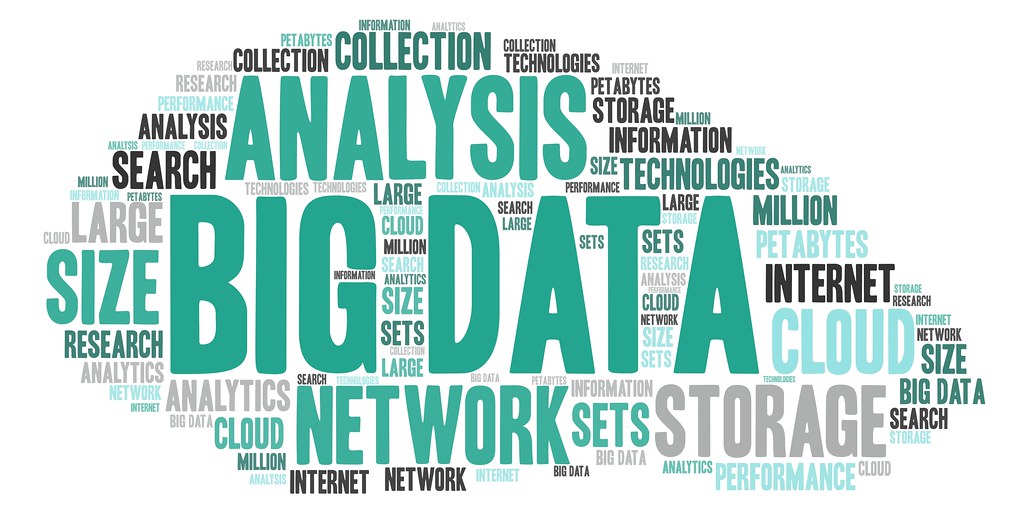 INFORMATION
ANALYTICS
PETABYTES
COLLECTION
COLLECTION
TECHNOLOGIES
COLLECTION
RESEARCH
INTERNET
RESEARCH
ANALYSIS
PETABYTES
PERFORMANCE
STORAGE
MILLION
ANALYSIS
INFORMATION
ANALYSIS
PERFORMANCE
COLLECTION
NETWORK
SEARCH
SIZE
TECHNOLOGIES
ANALYTICS
MILLION
TECHNOLOGIES
TECHNOLOGIES
LARGE
COLLECTION
ANALYSIS
PERFORMANCE
STORAGE
INFORMATION
PETABYTES
BIG DATA
LARGE
PERFORMANCE
SEARCH
LARGE
STORAGE
MILLION
CLOUD
CLOUD
LARGE
MILLION
SETS
SETS
PETABYTES
SIZE
SEARCH
RESEARCH
INFORMATION
ANALYTICS
ANALYSIS
PERFORMANCE
INTERNET
STORAGE
RESEARCH
SIZE
CLOUD
NETWORK
CLOUD
INTERNET
RESEARCH
SETS
SIZE
NETWORK
COLLECTION
SETS
SIZE
ANALYTICS
LARGE
SEARCH
TECHNOLOGIES
BIG DATA
PETABYTES
TECHNOLOGIES
BIG DATA
NETWORK
ANALYTICS
NETWORK
INFORMATION
STORAGE
INTERNET
BIG DATA
SETS
SEARCH
CLOUD
STORAGE
MILLION
BIG DATA
ANALYSIS
INTERNET
NETWORK
INTERNET
BIG DATA
ANALYTICS
PERFORMANCE
CLOUD